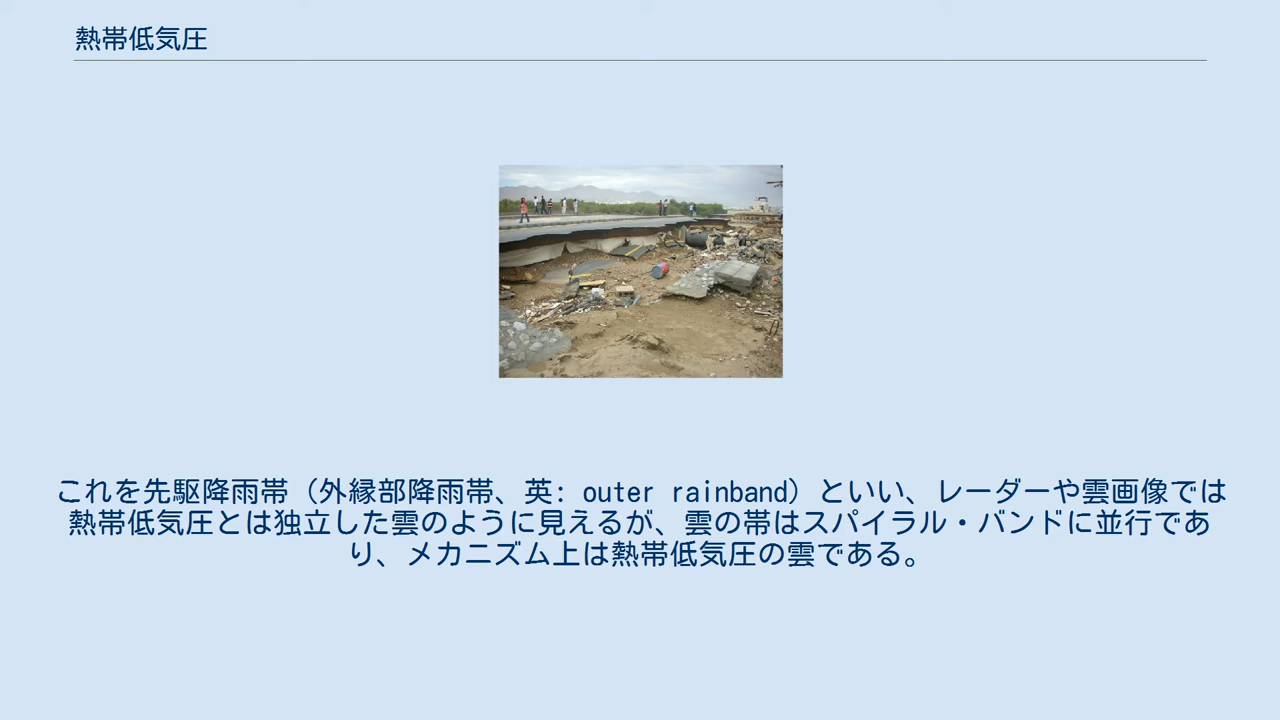 熱帯低気圧
これを先駆降雨帯（外縁部降雨帯、英: outer rainband）といい、レーダーや雲画像では
熱帯低気圧とは独立した雲のように見えるが、雲の帯はスパイラル・バンドに並行であ
り、メカニズム上は熱帯低気圧の雲である。